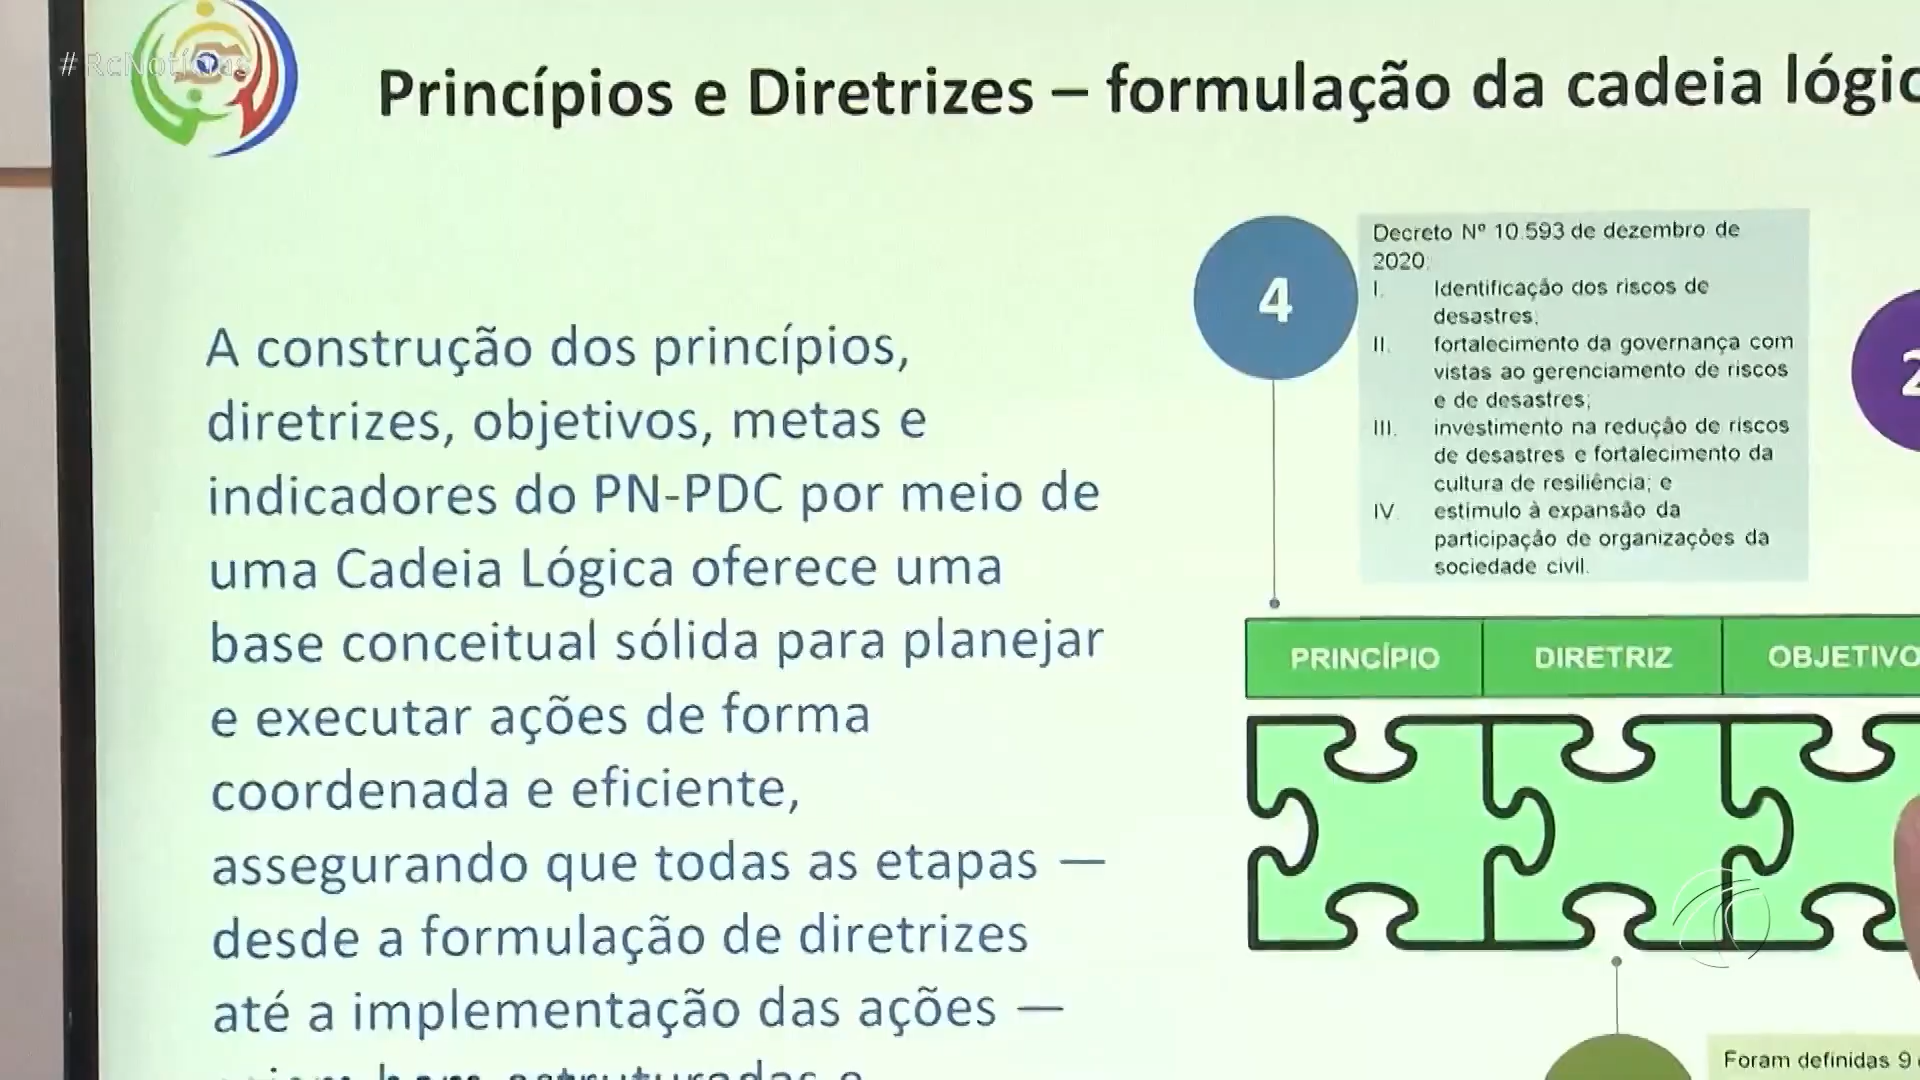 #RcNotícias
Princípios e Diretrizes – formulação da cadeia lógic
A construção dos princípios,
diretrizes, objetivos, metas e
indicadores do PN-PDC por meio de
uma Cadeia Lógica oferece uma
base conceitual sólida para planejar
e executar ações de forma
coordenada e eficiente,
assegurando que todas as etapas —
desde a formulação de diretrizes
até a implementação das ações —
4
Decreto Nº 10.593 de dezembro de
2020:
I. Identificação dos riscos de
desastres;
II. fortalecimento da governança com
vistas ao gerenciamento de riscos
e de desastres;
III. investimento na redução de riscos
de desastres e fortalecimento da
cultura de resiliência; e
IV. estímulo à expansão da
participação de organizações da
sociedade civil.
2
PRINCÍPIO
DIRETRIZ
OBJETIVO
Foram definidas 9